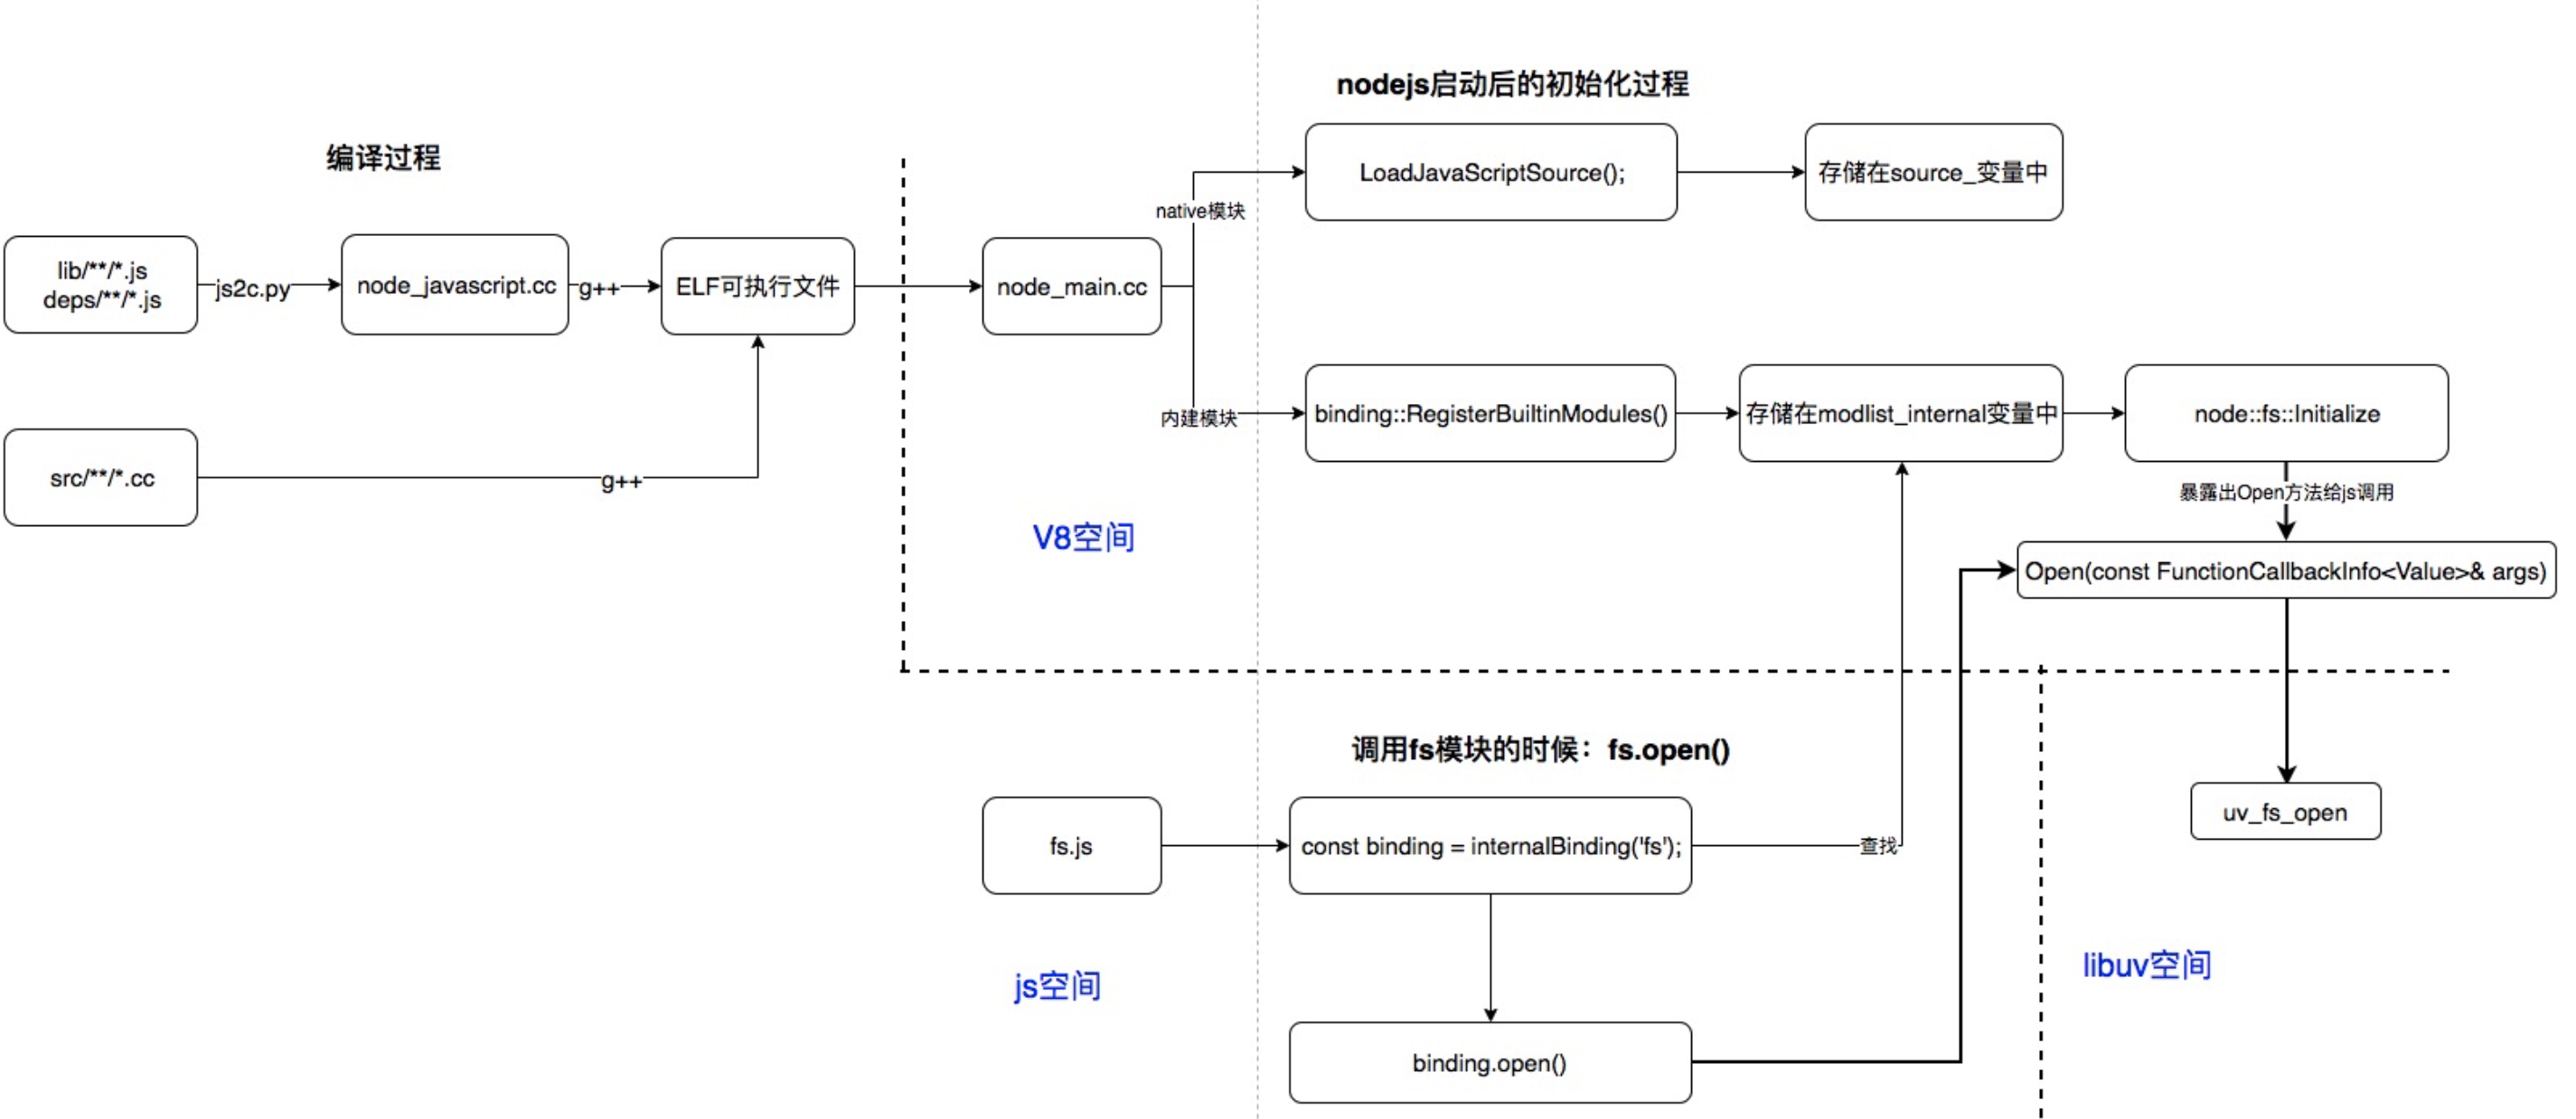 nodejs启动后的初始化过程
编译过程
lib/**/*.js
deps/**/*.js
js2c.py
node_javascript.cc
g++
ELF可执行文件
src/**/*.cc
g++
node_main.cc
native模块
LoadJavaScriptSource();
存储在source_变量中
内建模块
binding::RegisterBuiltinModules()
存储在modlist_internal变量中
node::fs::Initialize
暴露出Open方法给js调用
Open(const FunctionCallbackInfo<Value>& args)
V8空间
调用fs模块的时候：fs.open()
fs.js
const binding = internalBinding('fs');
查找
uv_fs_open
js空间
libuv空间
binding.open()